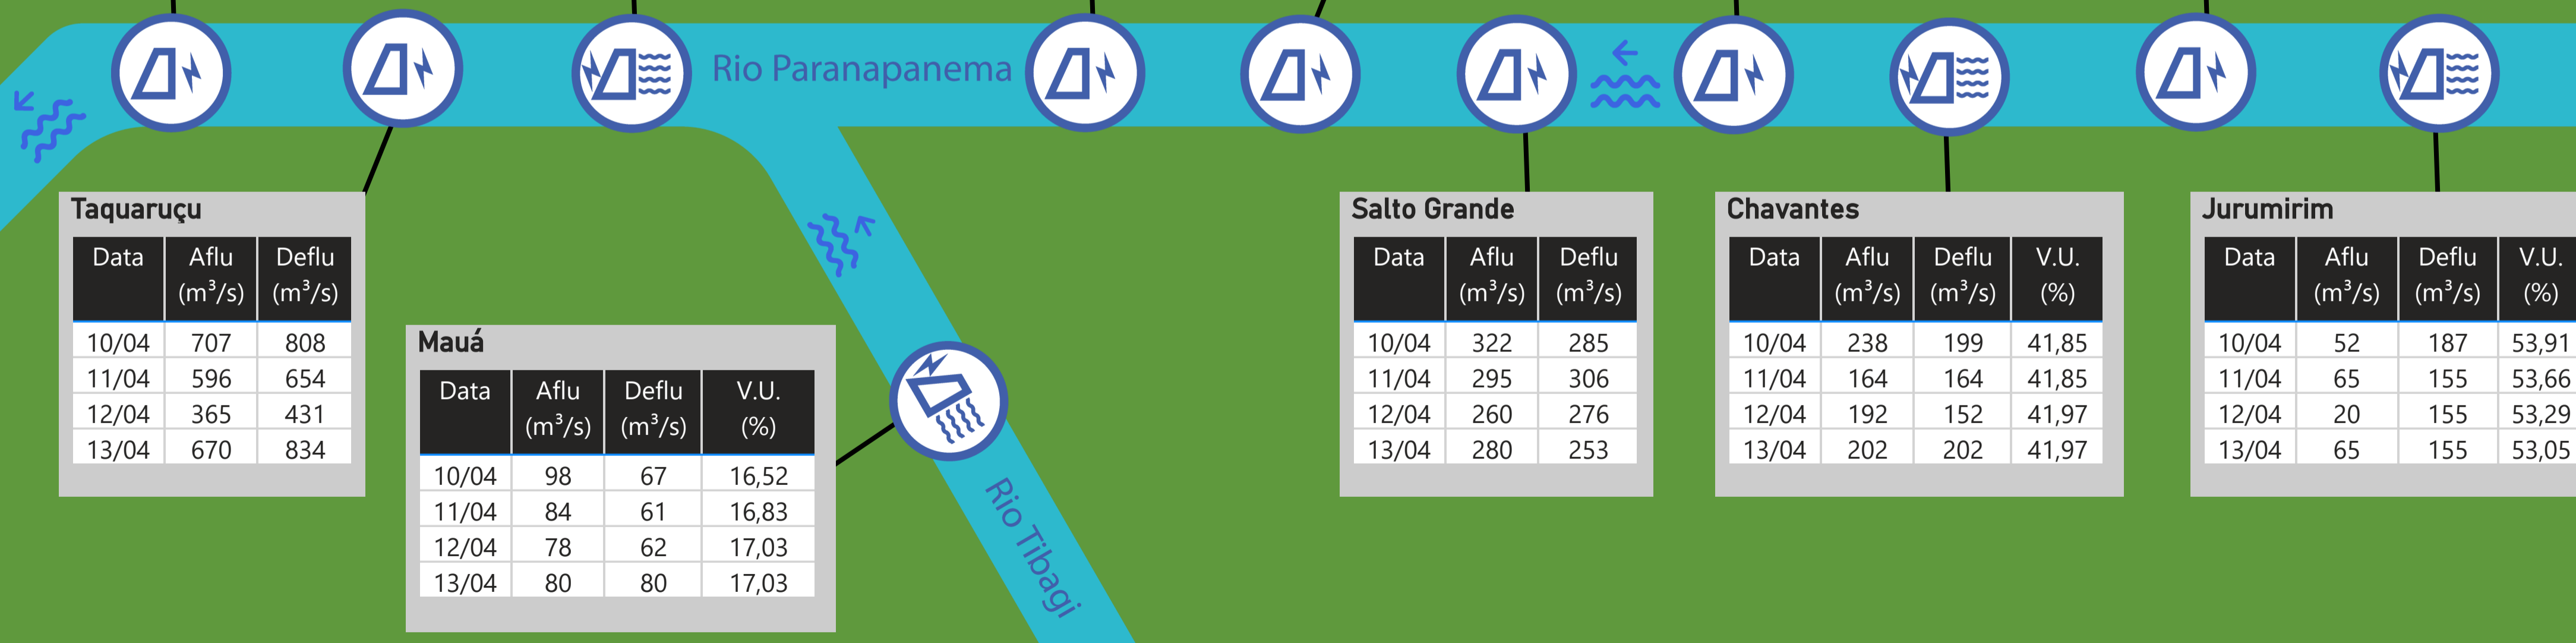 Rio Paranapanema
Taquaruçu
Data Aflu (m³/s) Deflu (m³/s)
10/04 707 808
11/04 596 654
12/04 365 431
13/04 670 834
Mauá
Data Aflu (m³/s) Deflu (m³/s) V.U. (%)
10/04 98 67 16,52
11/04 84 61 16,83
12/04 78 62 17,03
13/04 80 80 17,03
Rio Tibagi
Salto Grande
Data Aflu (m³/s) Deflu (m³/s)
10/04 322 285
11/04 295 306
12/04 260 276
13/04 280 253
Chavantes
Data Aflu (m³/s) Deflu (m³/s) V.U. (%)
10/04 238 199 41,85
11/04 164 164 41,85
12/04 192 152 41,97
13/04 202 202 41,97
Jurumirim
Data Aflu (m³/s) Deflu (m³/s) V.U. (%)
10/04 52 187 53,91
11/04 65 155 53,66
12/04 20 155 53,29
13/04 65 155 53,05